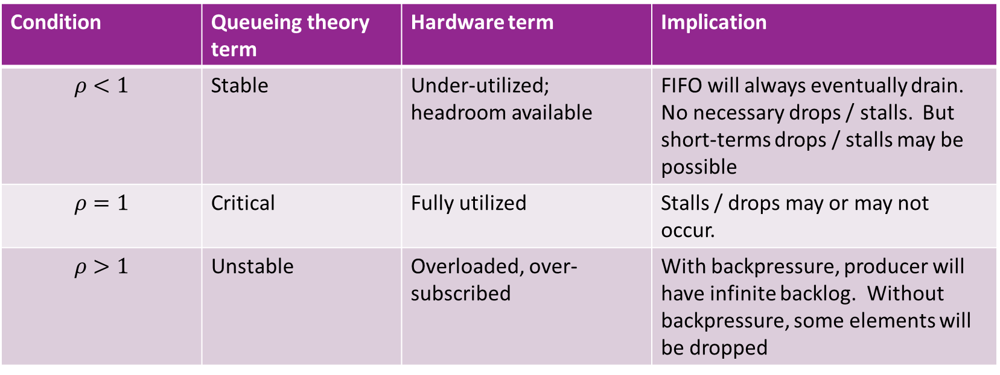 Condition
Queueing theory
term
Hardware term
Implication
ρ < 1
Stable
Under-utilized;
headroom available
FIFO will always eventually drain.
No necessary drops / stalls.  But
short-terms drops / stalls may be
possible
ρ = 1
Critical
Fully utilized
Stalls / drops may or may not
occur.
ρ > 1
Unstable
Overloaded, over-
subscribed
With backpressure, producer will
have infinite backlog.  Without
backpressure, some elements will
be dropped